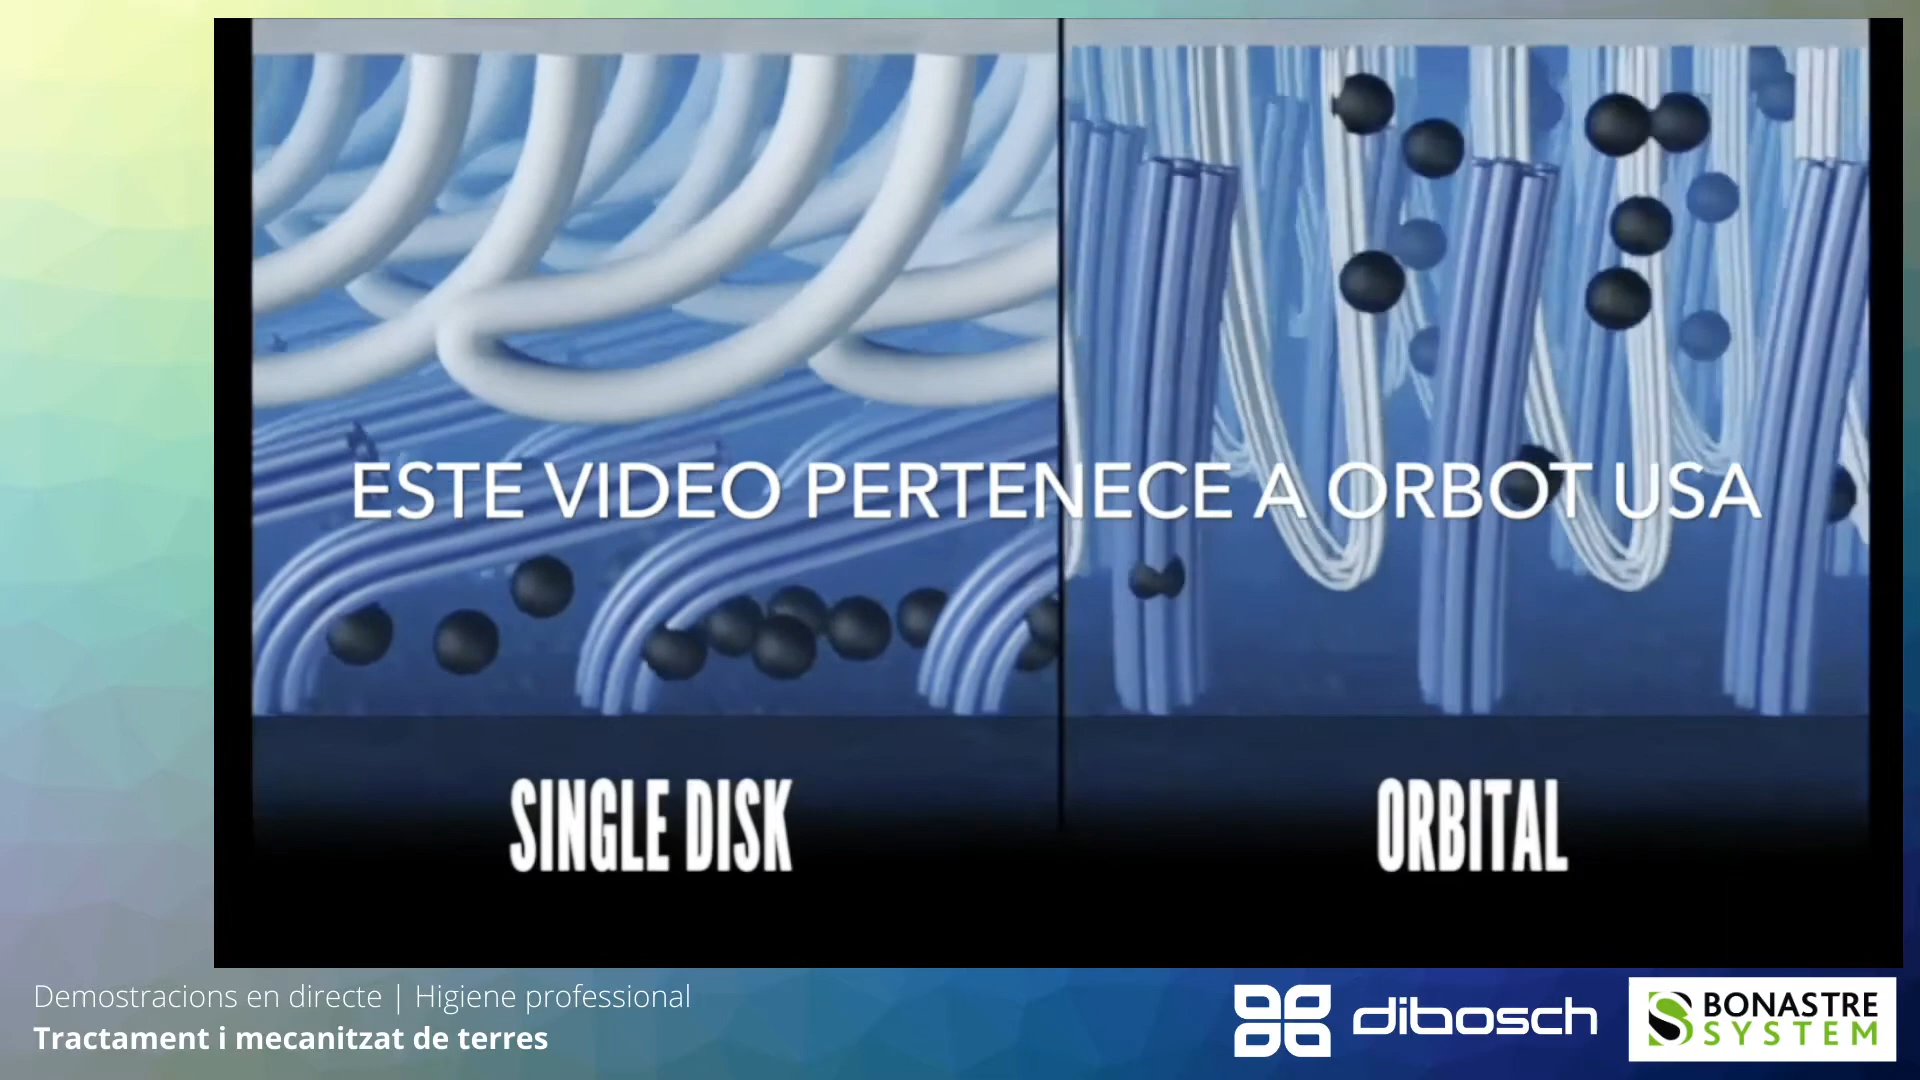 ESTE VIDEO PERTENECE A ORBOT USA
SINGLE DISK
ORBITAL
Demostracions en directe | Higiene professional
Tractament i mecanitzat de terres
dibosch
BONASTRE
SYSTEM